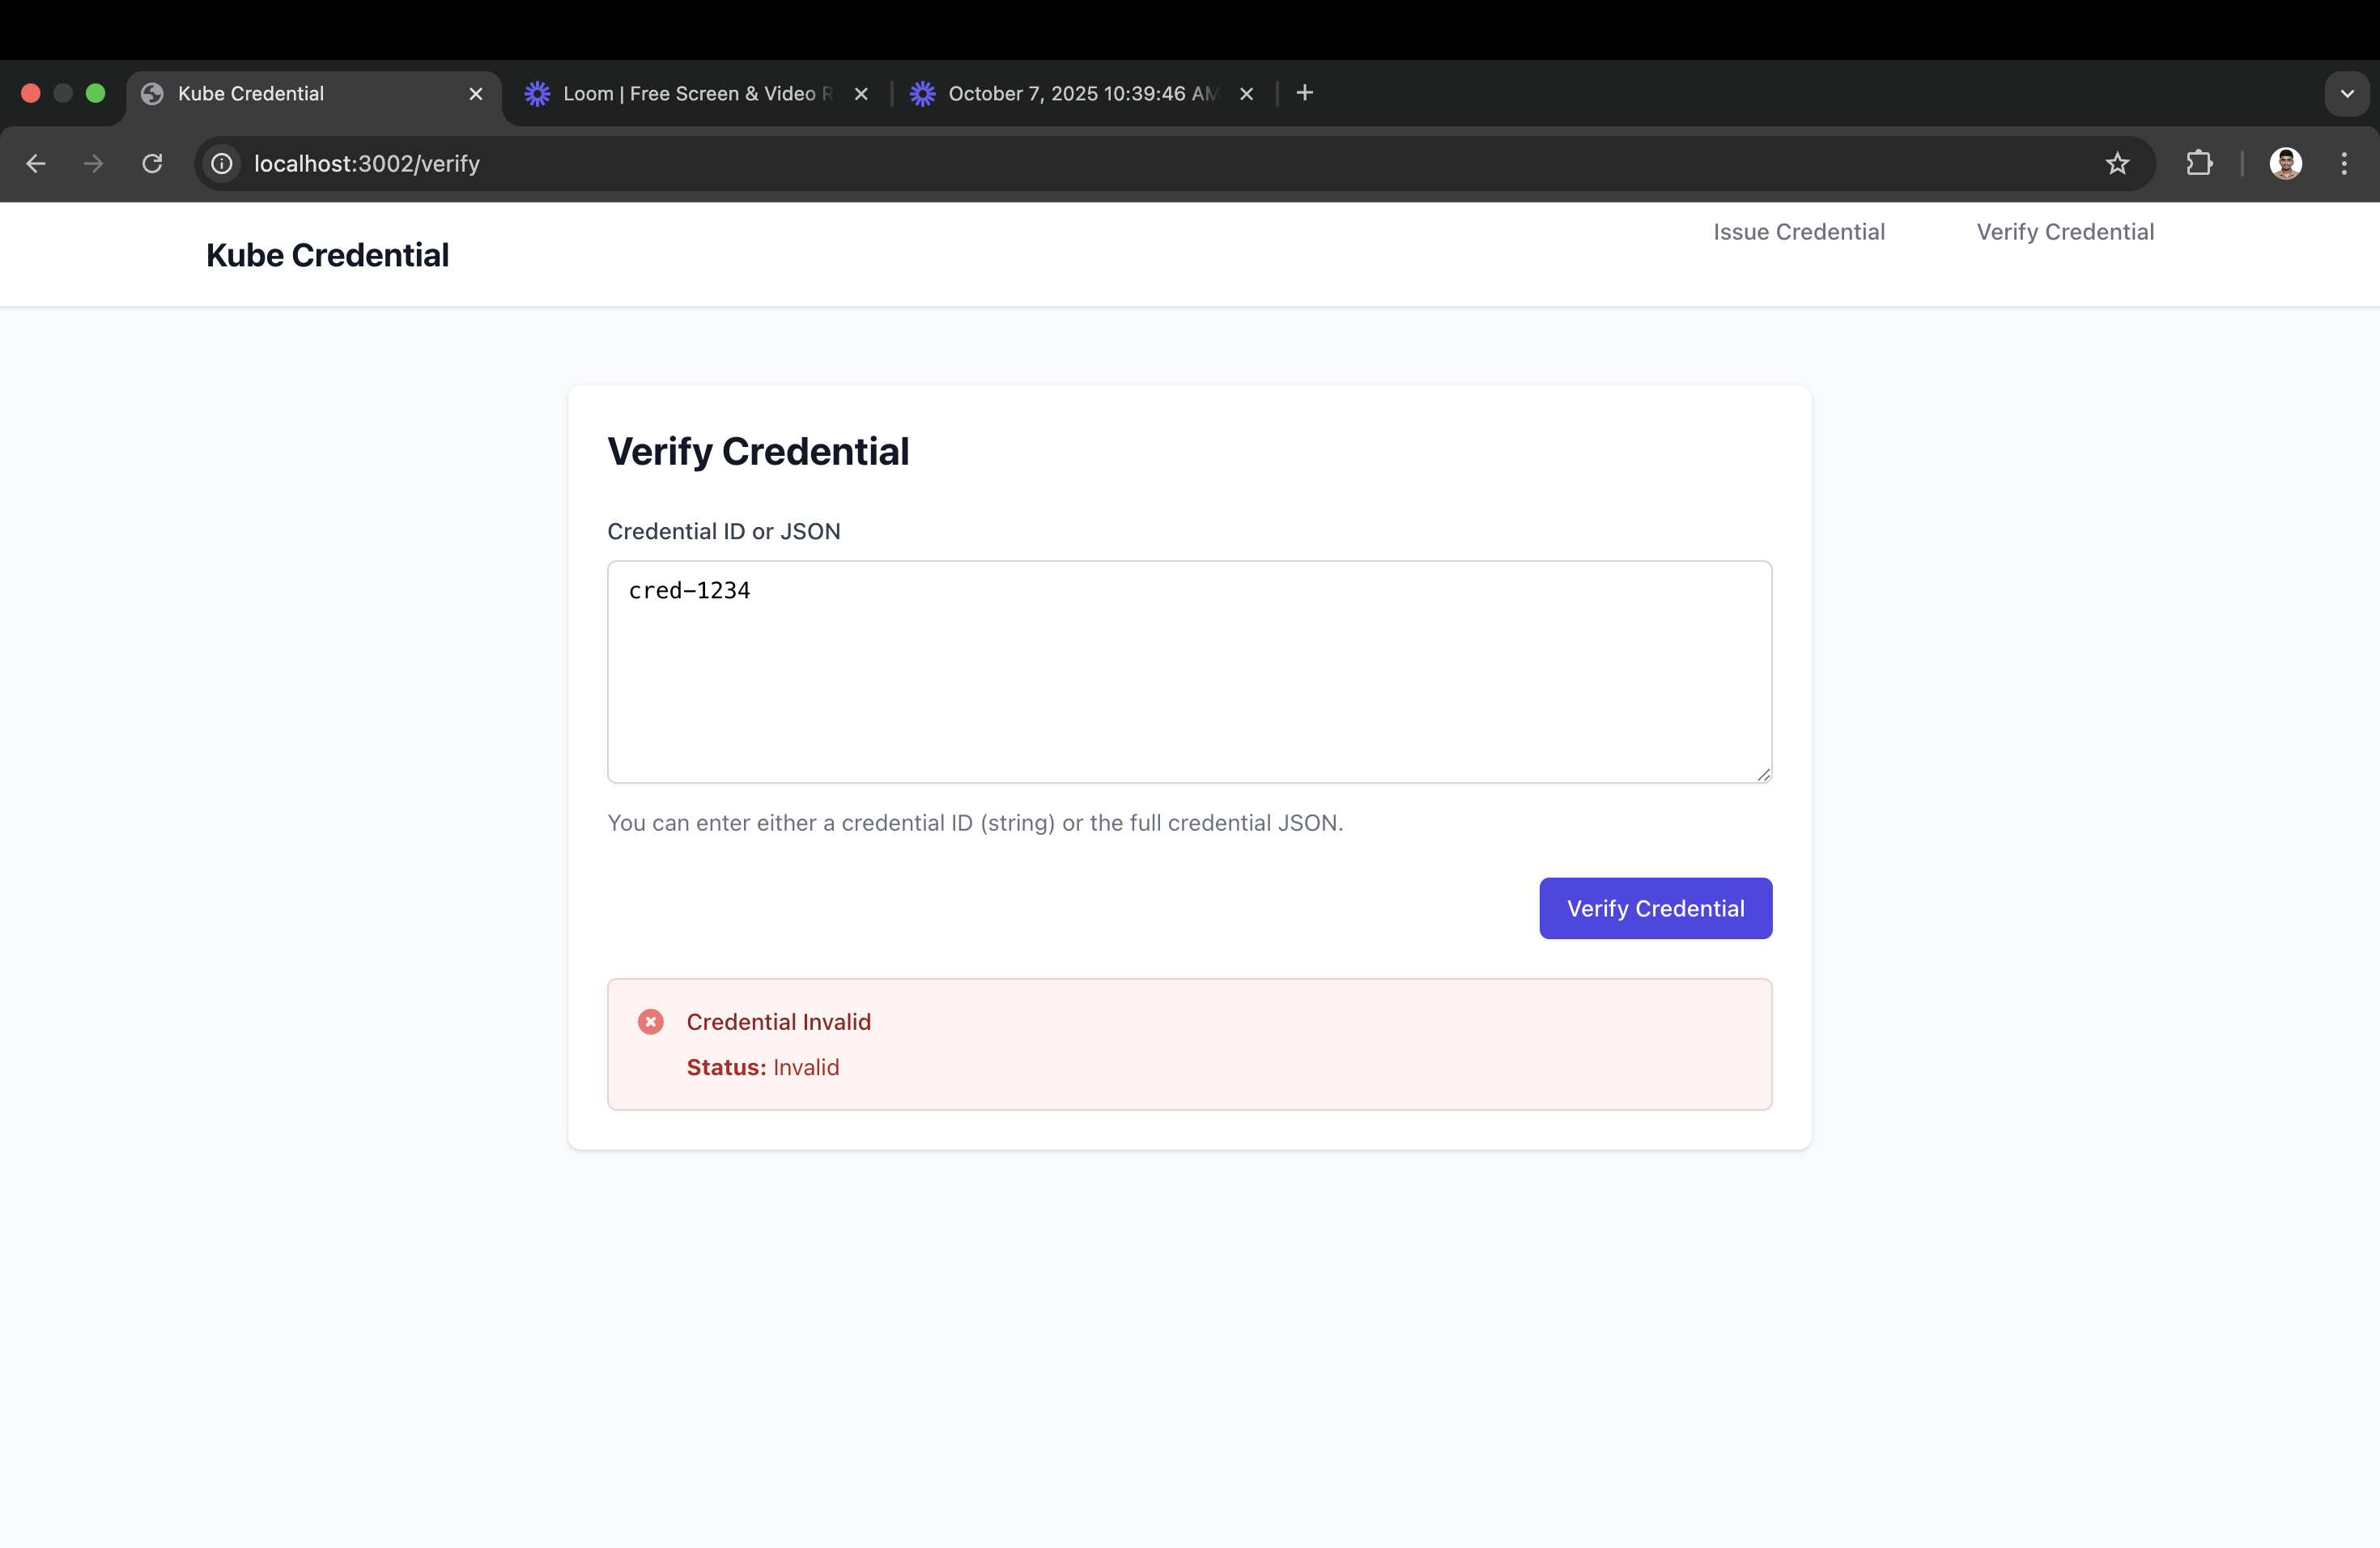 Kube Credential
Loom | Free Screen & Video R
October 7, 2025 10:39:46 AM
localhost:3002/verify
Kube Credential
Issue Credential
Verify Credential
Verify Credential
Credential ID or JSON
cred-1234
You can enter either a credential ID (string) or the full credential JSON.
Verify Credential
Credential Invalid
Status: Invalid